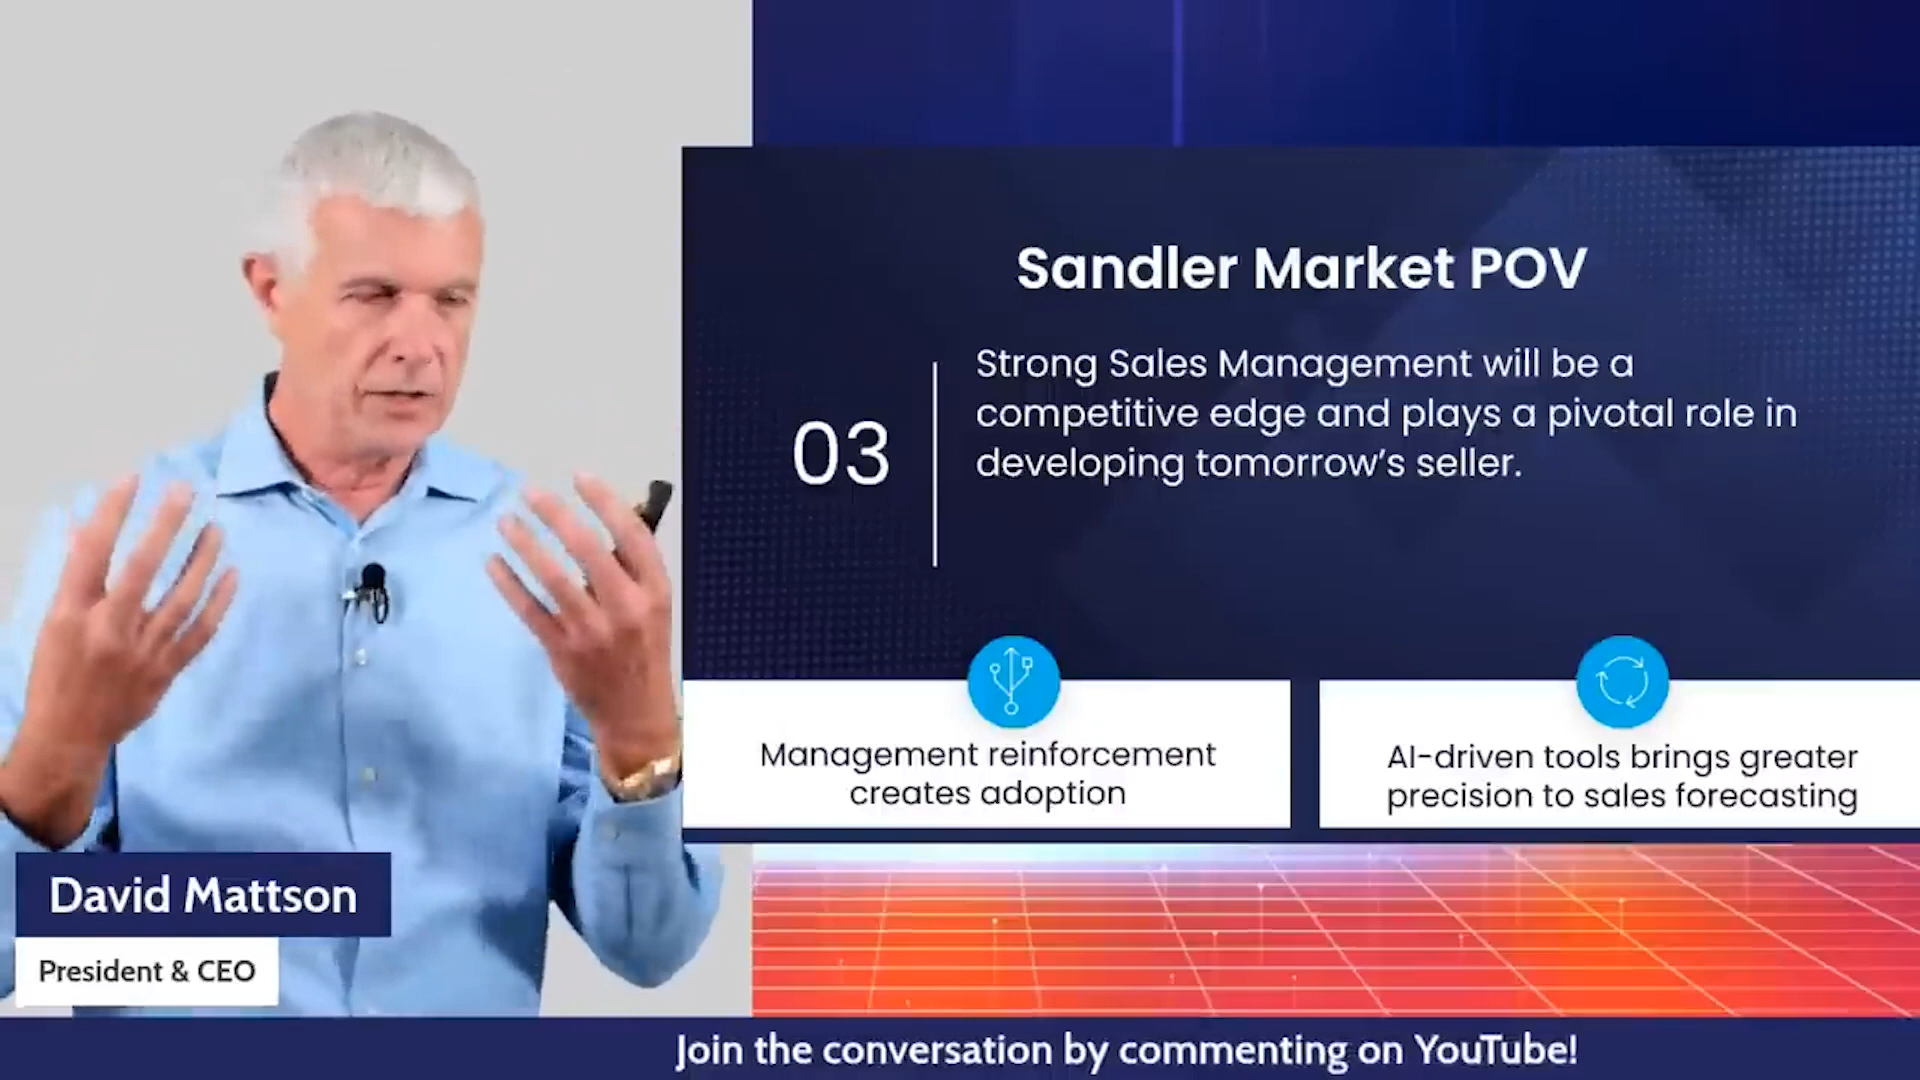 Sandler Market POV
03
Strong Sales Management will be a
competitive edge and plays a pivotal role in
developing tomorrow’s seller.
Management reinforcement
creates adoption
AI-driven tools brings greater
precision to sales forecasting
David Mattson
President & CEO
Join the conversation by commenting on YouTube!